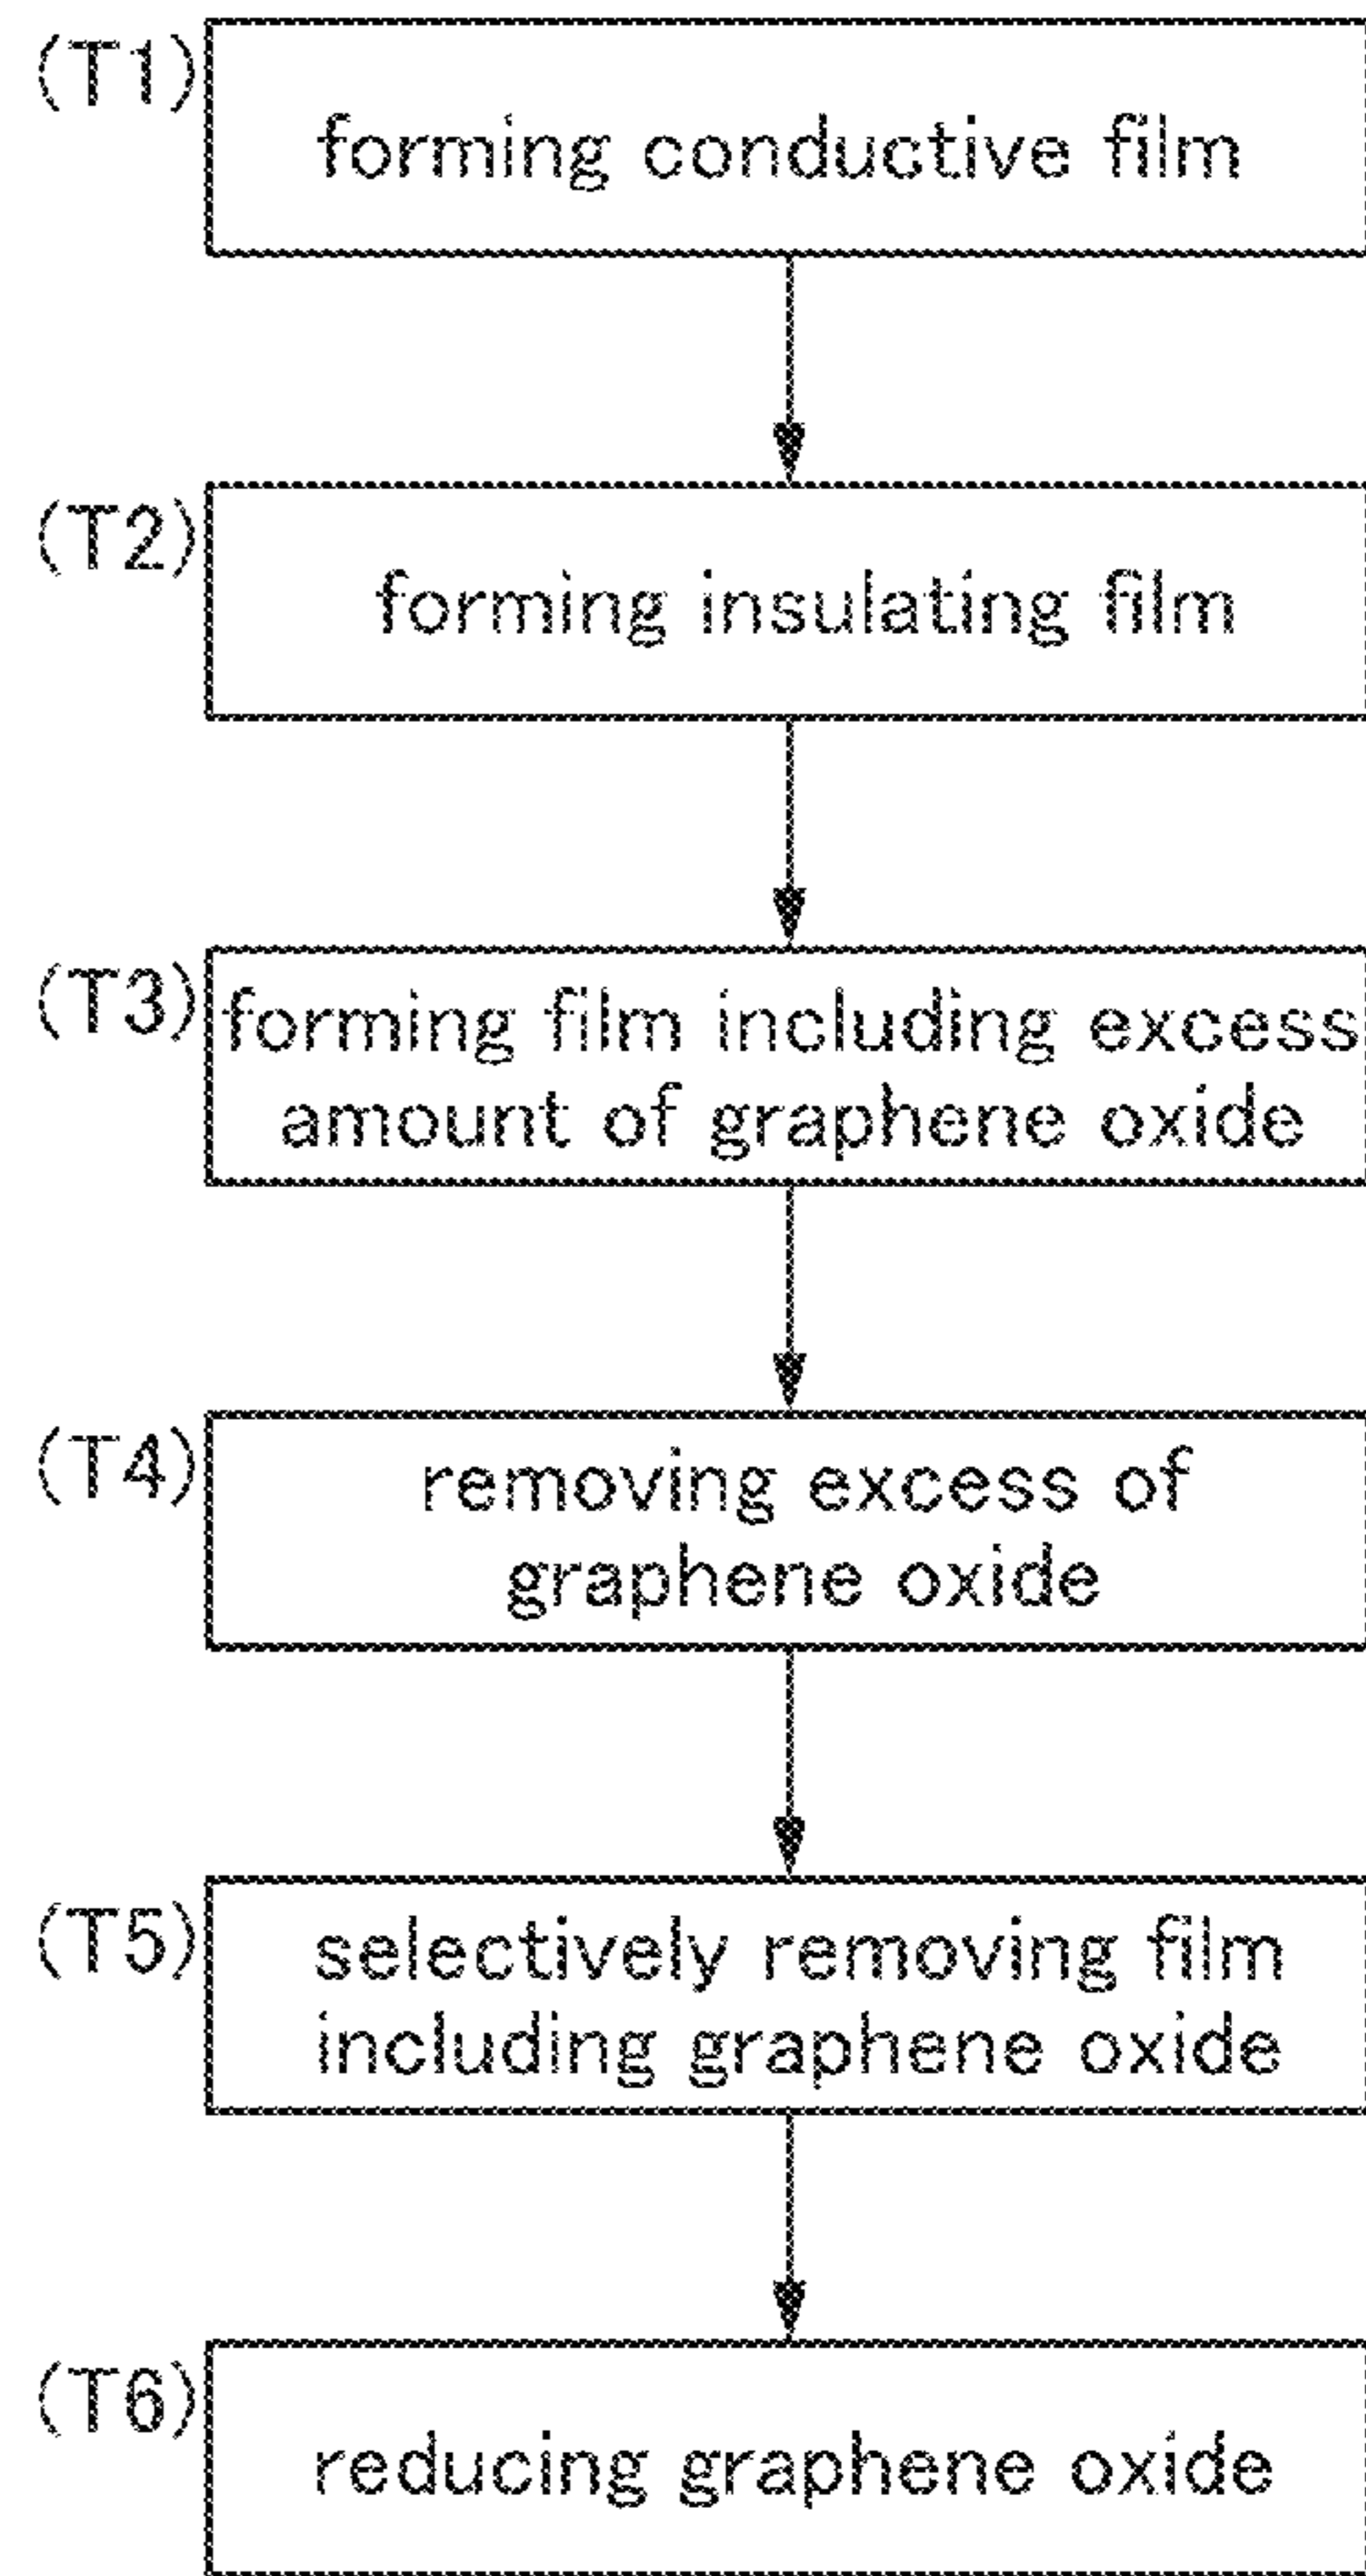 (T1)
forming conductive film
(T2)
forming insulating film
(T3)
forming film including excess
amount of graphene oxide
(T4)
removing excess of
graphene oxide
(T5)
selectively removing film
including graphene oxide
(T6)
reducing graphene oxide